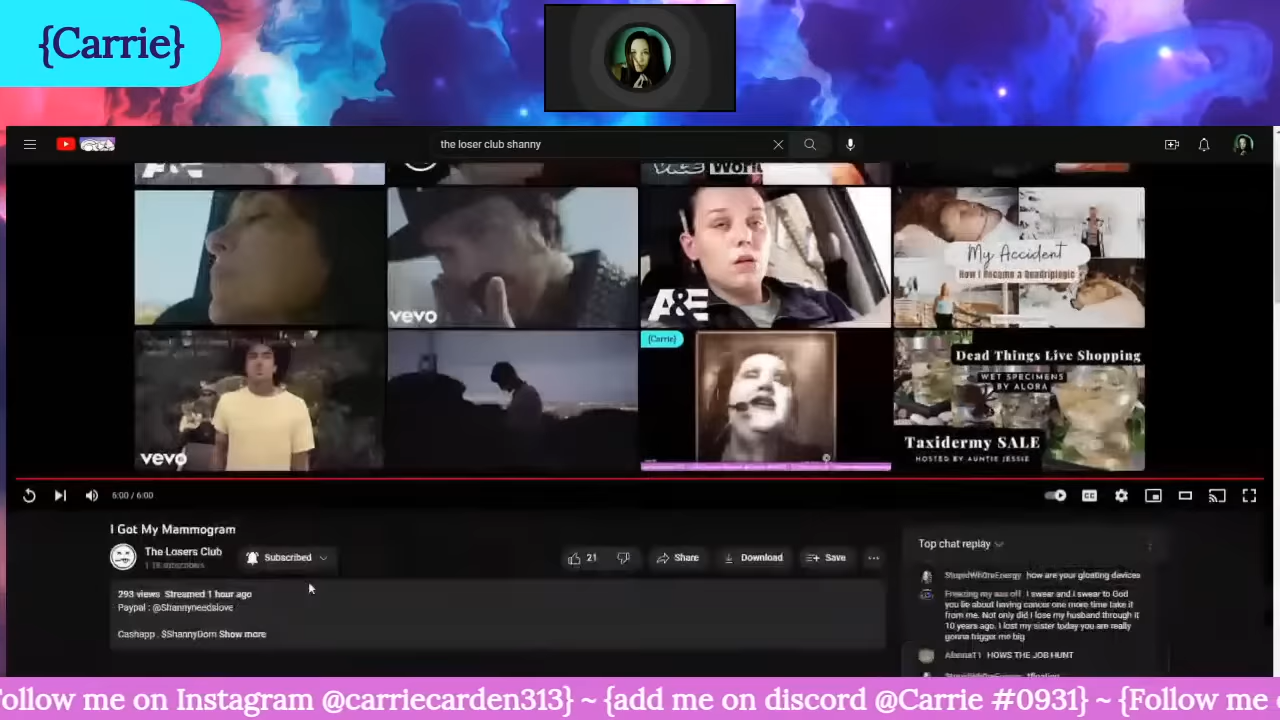 {Carrie}
the loser club shanny
A&E
VICE World
vevo
A&E
My Accident
How I Became a Quadriplegic
vevo
{Carrie}
Dead Things Live Shopping
WET SPECIMENS
BY ALORA
Taxidermy SALE
HOSTED BY AUNTIE JESSIE
6:00 / 6:00
CC
I Got My Mammogram
The Losers Club
subscribers
Subscribed
21
Share
Download
Save
293 views Streamed 1 hour ago
Paypal : @Shannyneedslove
Cashapp . $ShannyDom Show more
Top chat replay
StupidWh0reEnergy how are your gloating devices
Freezing my ass off I swear and I swear to God
you lie about having cancer one more time take it
from me. Not only did I lose my husband through it
10 years ago. I lost my sister today you are really
gonna trigger me big
HOWS THE JOB HUNT
Follow me on Instagram @carriecarden313} ~ {add me on discord @Carrie #0931} ~ {Follow me